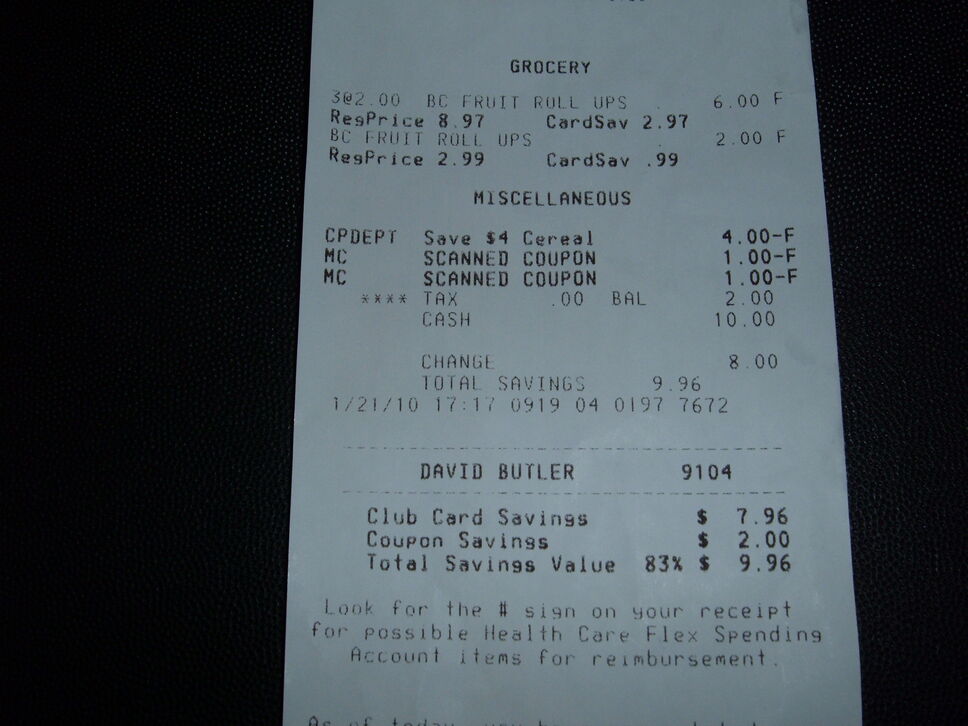 GROCERY
3@2.00 BC FRUIT ROLL UPS . 6.00 F
RegPrice 8.97 CardSav 2.97
BC FRUIT ROLL UPS . 2.00 F
RegPrice 2.99 CardSav .99
MISCELLANEOUS
CPDEPT Save $4 Cereal 4.00-F
MC SCANNED COUPON 1.00-F
MC SCANNED COUPON 1.00-F
**** TAX .00 BAL 2.00
CASH 10.00
CHANGE 8.00
TOTAL SAVINGS 9.96
1/21/10 17:17 0919 04 0197 7672
DAVID BUTLER 9104
Club Card Savings $ 7.96
Coupon Savings $ 2.00
Total Savings Value 83% $ 9.96
Look for the # sign on your receipt
for possible Health Care Flex Spending
Account items for reimbursement.
As of today, you